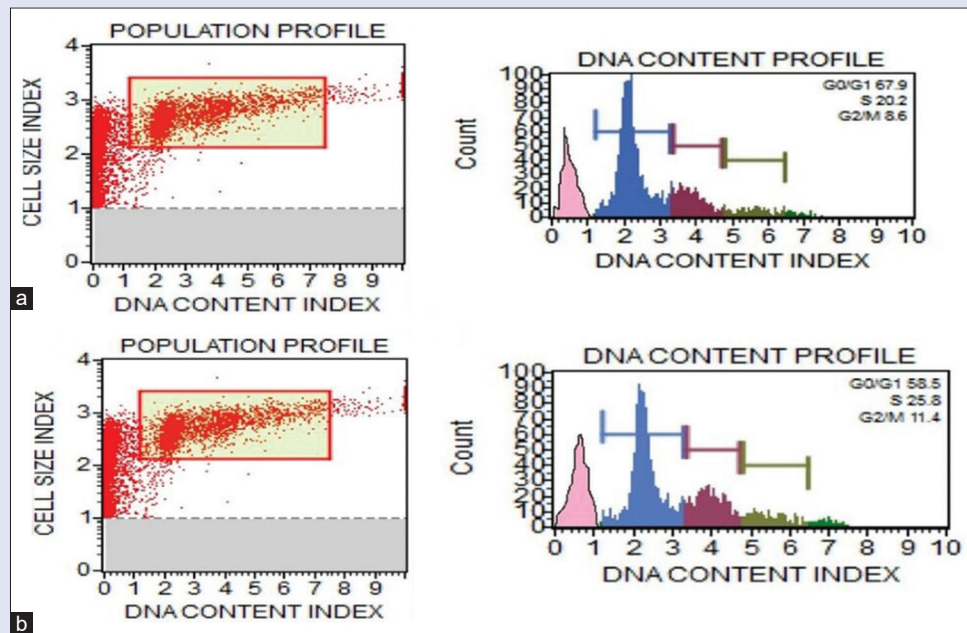 POPULATION PROFILE
4
3
2
1
0
CELL SIZE INDEX
0 1 2 3 4 5 6 7 8 9
DNA CONTENT INDEX
a
DNA CONTENT PROFILE
G0/G1 67.9
S 20.2
G2/M 8.6
100
90
80
70
60
50
40
30
20
10
0
Count
0 1 2 3 4 5 6 7 8 9 10
DNA CONTENT INDEX
POPULATION PROFILE
4
3
2
1
0
CELL SIZE INDEX
0 1 2 3 4 5 6 7 8 9
DNA CONTENT INDEX
b
DNA CONTENT PROFILE
G0/G1 58.5
S 25.8
G2/M 11.4
100
90
80
70
60
50
40
30
20
10
0
Count
0 1 2 3 4 5 6 7 8 9 10
DNA CONTENT INDEX